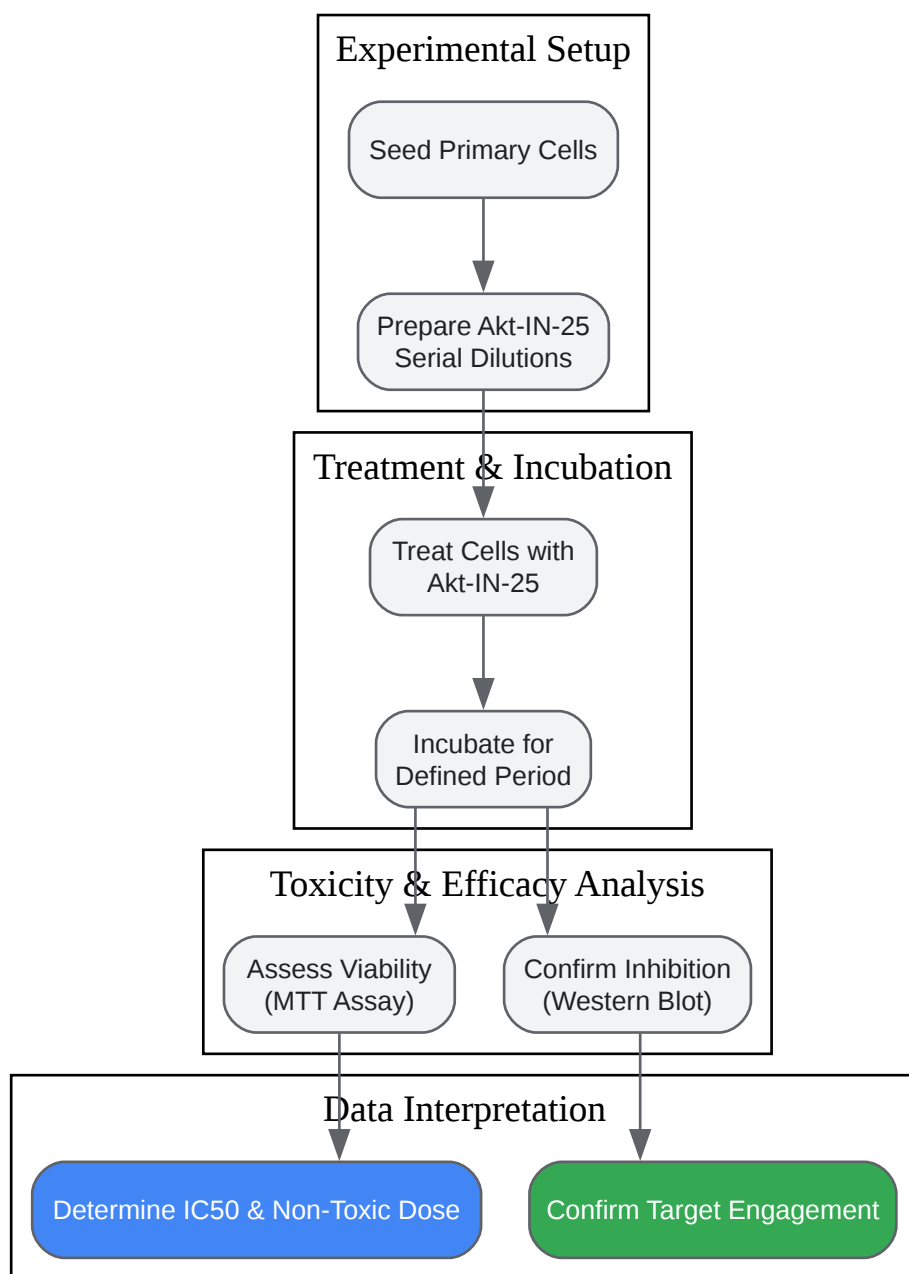 Experimental Setup
Seed Primary Cells
Prepare Akt-IN-25
Serial Dilutions
Treatment & Incubation
Treat Cells with
Akt-IN-25
Incubate for
Defined Period
Toxicity & Efficacy Analysis
Assess Viability
(MTT Assay)
Confirm Inhibition
(Western Blot)
Data Interpretation
Determine IC50 & Non-Toxic Dose
Confirm Target Engagement